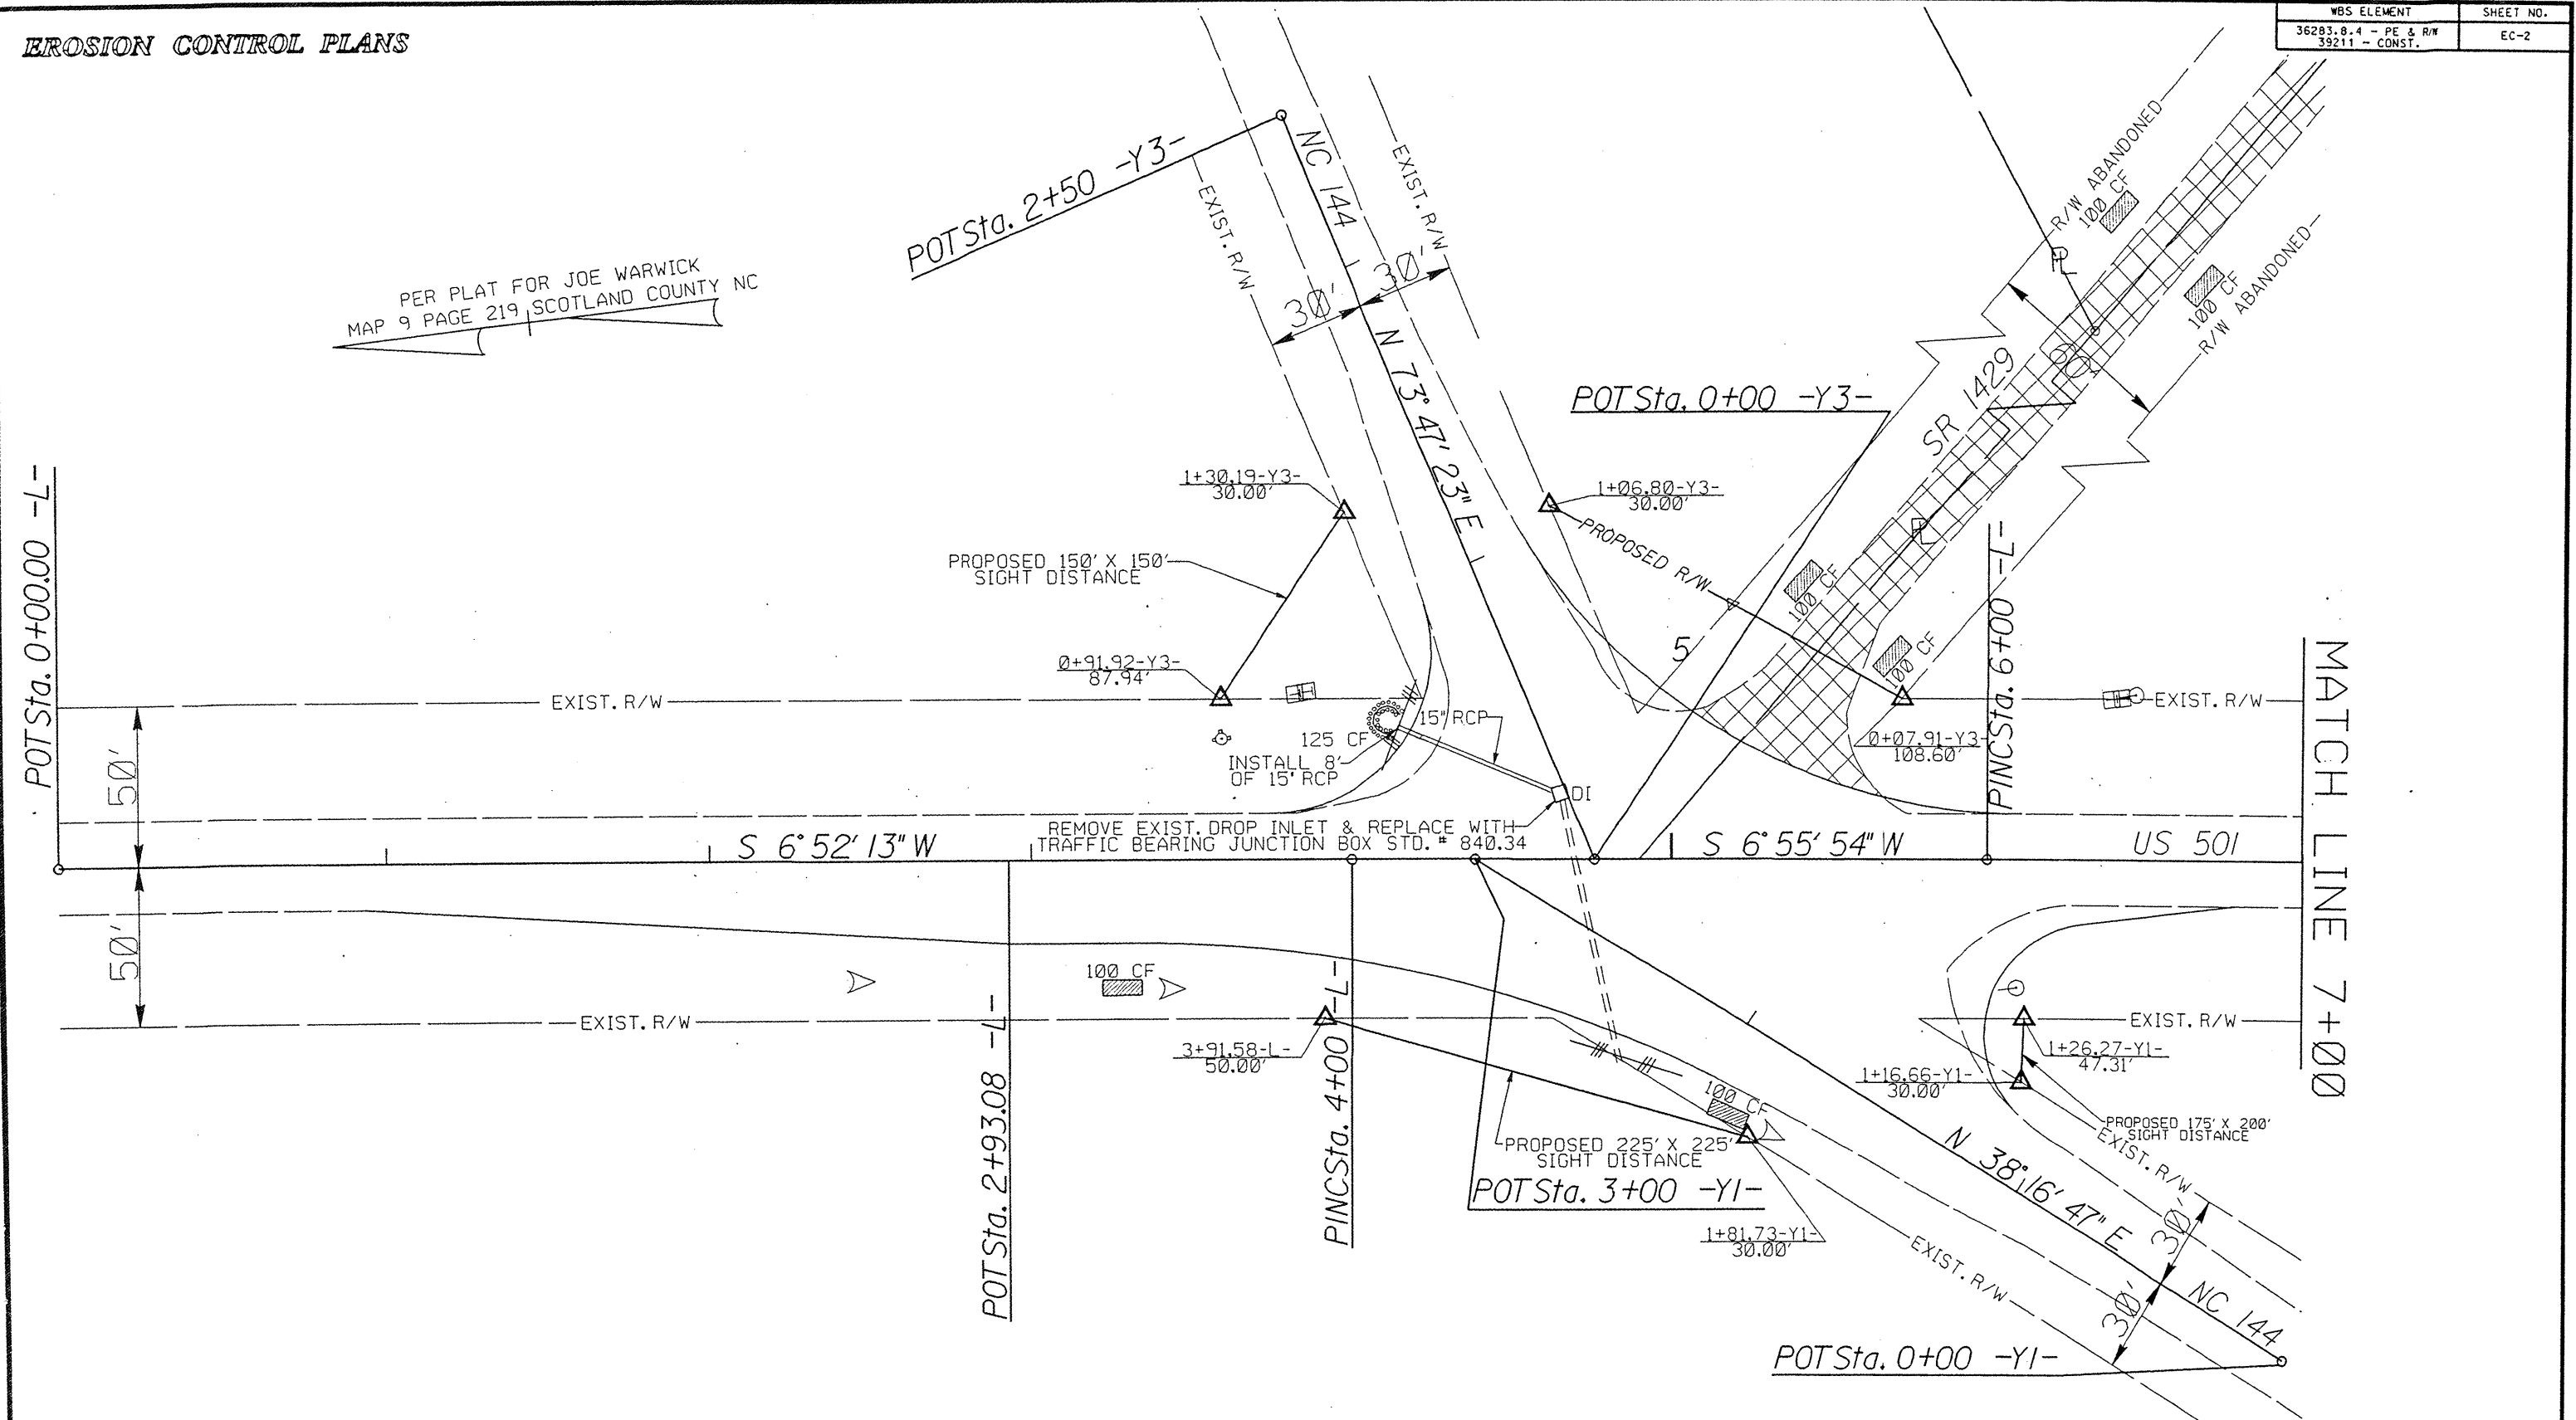 EROSION CONTROL PLANS
WBS ELEMENT
SHEET NO.
36283.8.4 - PE & R/W
39211 - CONST.
EC-2
PER PLAT FOR JOE WARWICK
MAP 9 PAGE 219 SCOTLAND COUNTY NC
POT Sta. 2+50 -Y3-
EXIST. R/W
NC 144
EXIST. R/W
30'
30'
N 73° 47' 23" E
R/W ABANDONED
100 CF
100 CF
R/W ABANDONED
SR 1429
60'
POT Sta. 0+00 -Y3-
1+30.19-Y3-
30.00'
1+06.80-Y3-
30.00'
PROPOSED R/W
PROPOSED 150' X 150'
SIGHT DISTANCE
0+91.92-Y3-
87.94'
5
100 CF
100 CF
PINC Sta. 6+00 -L-
POT Sta. 0+00.00 -L-
EXIST. R/W
EXIST. R/W
50'
15" RCP
125 CF
INSTALL 8'
OF 15" RCP
0+07.91-Y3-
108.60'
DI
REMOVE EXIST. DROP INLET & REPLACE WITH
TRAFFIC BEARING JUNCTION BOX STD. # 840.34
S 6° 52' 13" W
S 6° 55' 54" W
US 501
MATCH LINE 7+00
50'
100 CF
EXIST. R/W
EXIST. R/W
3+91.58-L-
50.00'
POT Sta. 2+93.08 -L-
PINC Sta. 4+00 -L-
100 CF
1+26.27-Y1-
47.31'
1+16.66-Y1-
30.00'
PROPOSED 175' X 200'
SIGHT DISTANCE
EXIST. R/W
PROPOSED 225' X 225'
SIGHT DISTANCE
POT Sta. 3+00 -Y1-
1+81.73-Y1-
30.00'
N 38° 16' 47" E
EXIST. R/W
30'
30'
NC 144
POT Sta. 0+00 -Y1-